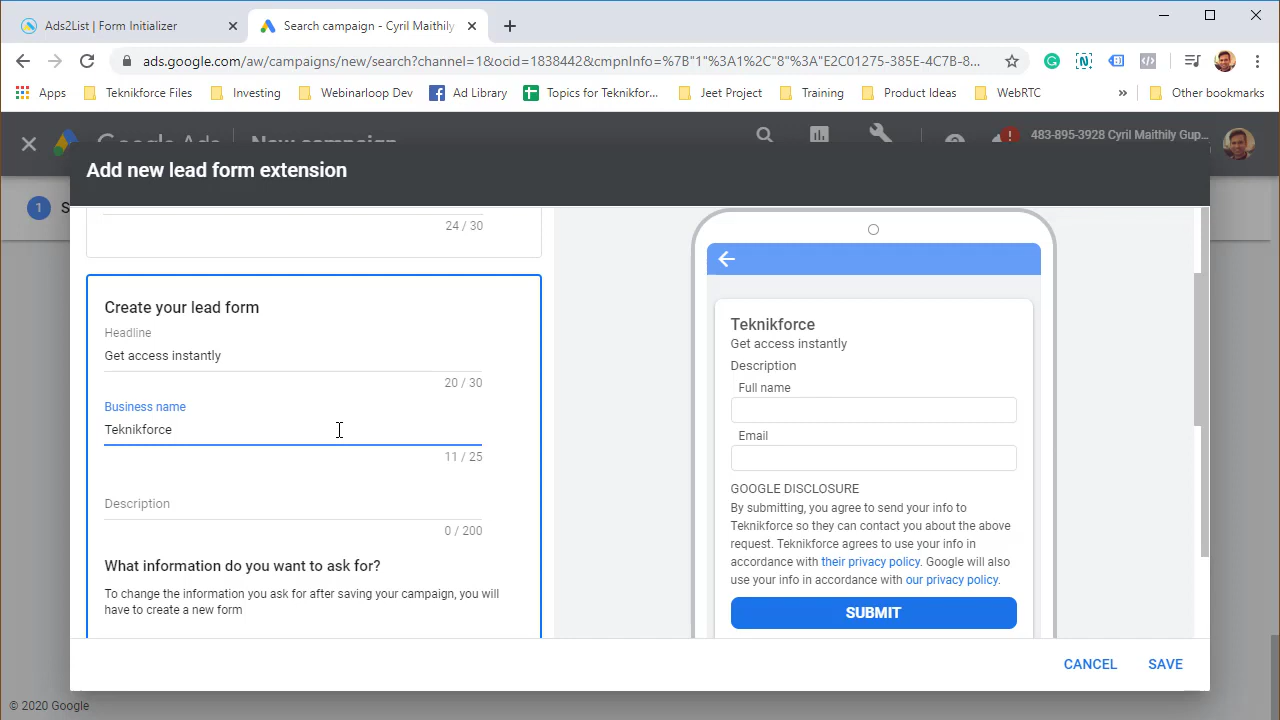 Ads2List | Form Initializer
Search campaign - Cyril Maithily
ads.google.com/aw/campaigns/new/search?channel=1&ocid=1838442&cmpnInfo=%7B"1"%3A1%2C"8"%3A"E2C01275-385E-4C7B3...
Apps
Teknikforce Files
Investing
Webinarloop Dev
Ad Library
Topics for Teknikfor...
Jeet Project
Training
Product Ideas
WebRTC
»
Other bookmarks
Google Ads
New campaign
483-895-3928 Cyril Maithily Gup...
1
S
Add new lead form extension
24 / 30
Create your lead form
Headline
Get access instantly
20 / 30
Business name
Teknikforce
11 / 25
Description
0 / 200
What information do you want to ask for?
To change the information you ask for after saving your campaign, you will
have to create a new form
Teknikforce
Get access instantly
Description
Full name
Email
GOOGLE DISCLOSURE
By submitting, you agree to send your info to
Teknikforce so they can contact you about the above
request. Teknikforce agrees to use your info in
accordance with their privacy policy. Google will also
use your info in accordance with our privacy policy.
SUBMIT
CANCEL
SAVE
© 2020 Google